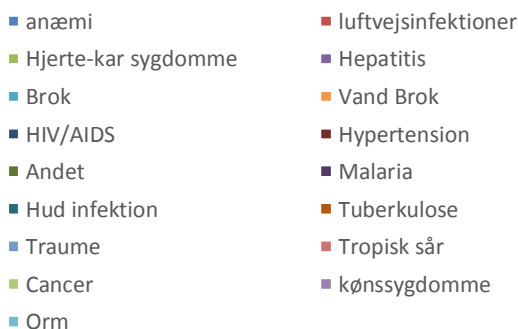 anæmi luftvejsinfektioner
Hjerte-kar sygdomme Hepatitis
Brok Vand Brok
HIV/AIDS Hypertension
Andet Malaria
Hud infektion Tuberkulose
Traume Tropisk sår
Cancer kønssygdomme
Orm